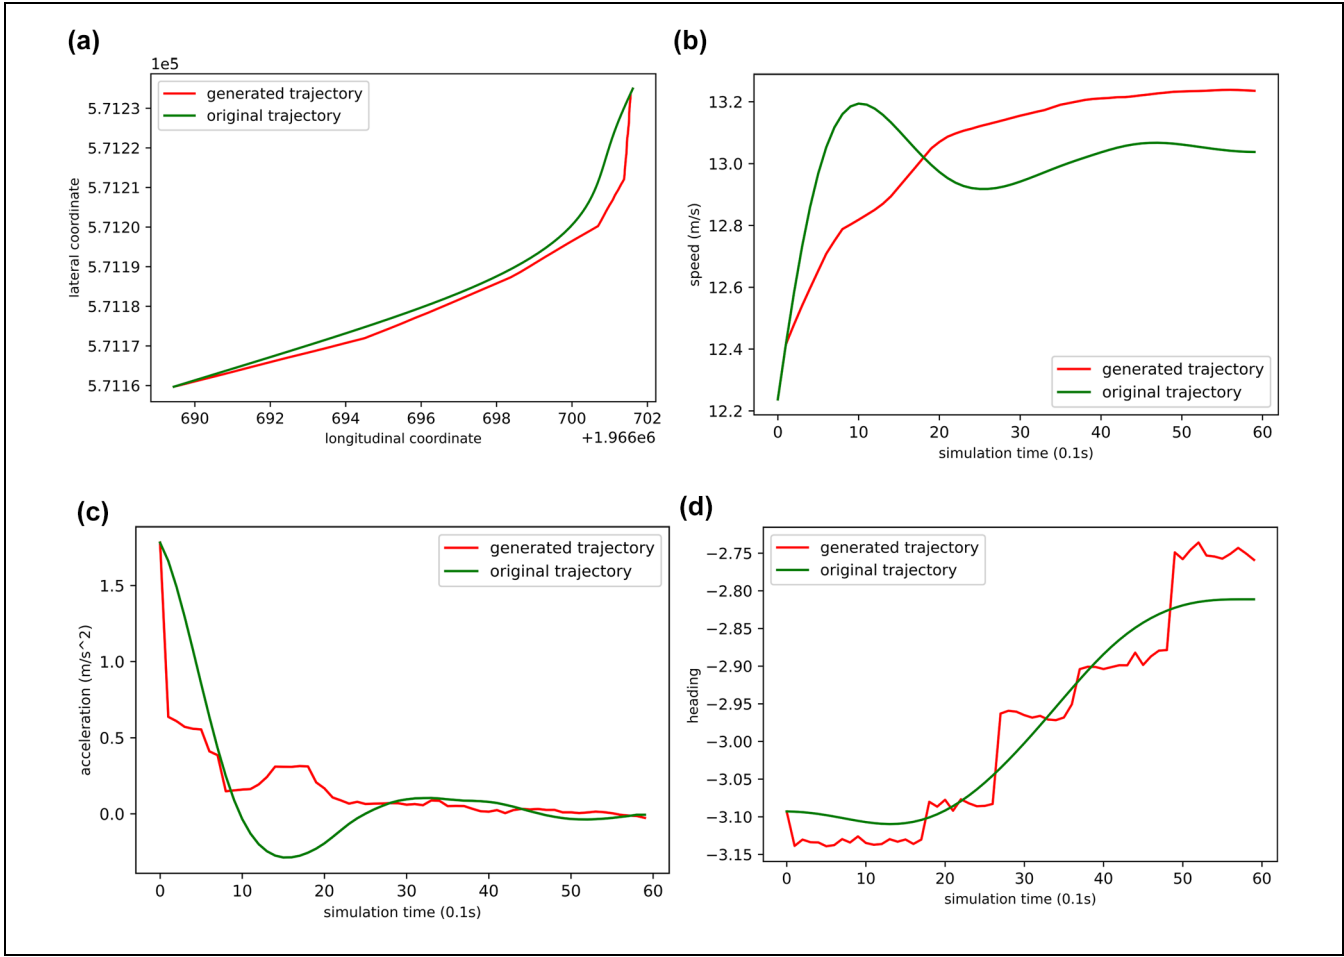 (a)
1e5
generated trajectory
original trajectory
5.71123
5.71222
5.7121
5.7120
5.7119
5.7118
5.7117
5.7116
lateral coordinate
690 692 694 696 698 700 702
longitudinal coordinate
+1.966e6
(b)
13.2
13.0
12.8
12.6
12.4
12.2
speed (m/s)
generated trajectory
original trajectory
0 10 20 30 40 50 60
simulation time (0.1s)
(c)
generated trajectory
original trajectory
1.5
1.0
0.5
0.0
acceleration (m/s^2)
0 10 20 30 40 50 60
simulation time (0.1s)
(d)
generated trajectory
original trajectory
−2.75
−2.80
−2.85
−2.90
−2.95
−3.00
−3.05
−3.10
−3.15
heading
0 10 20 30 40 50 60
simulation time (0.1s)